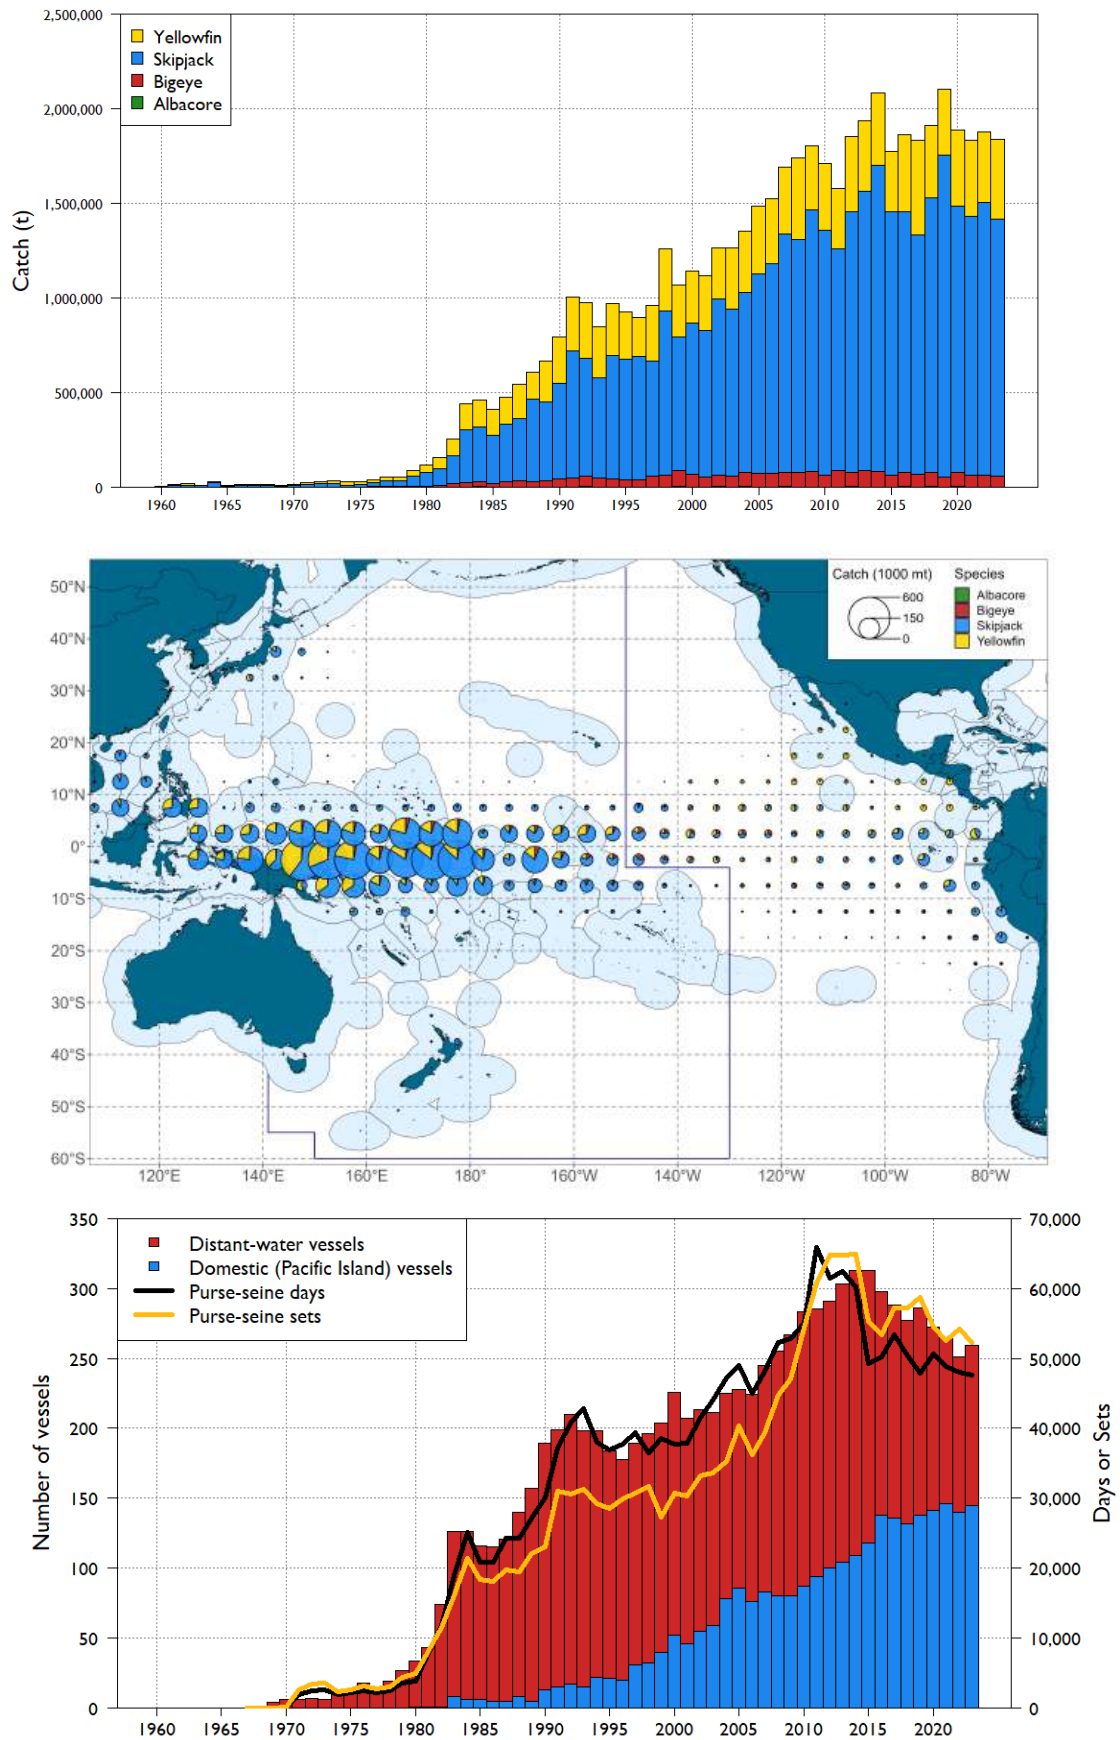 2,500,000
2,000,000
1,500,000
1,000,000
500,000
0
Catch (t)
Yellowfin
Skipjack
Bigeye
Albacore
1960 1965 1970 1975 1980 1985 1990 1995 2000 2005 2010 2015 2020
Catch (1000 mt)
600
150
0
Species
Albacore
Bigeye
Skipjack
Yellowfin
50°N
40°N
30°N
20°N
10°N
0°
10°S
20°S
30°S
40°S
50°S
60°S
120°E 140°E 160°E 180° 160°W 140°W 120°W 100°W 80°W
350
300
250
200
150
100
50
0
Number of vessels
Distant-water vessels
Domestic (Pacific Island) vessels
Purse-seine days
Purse-seine sets
70,000
60,000
50,000
40,000
30,000
20,000
10,000
0
Days or Sets
1960 1965 1970 1975 1980 1985 1990 1995 2000 2005 2010 2015 2020